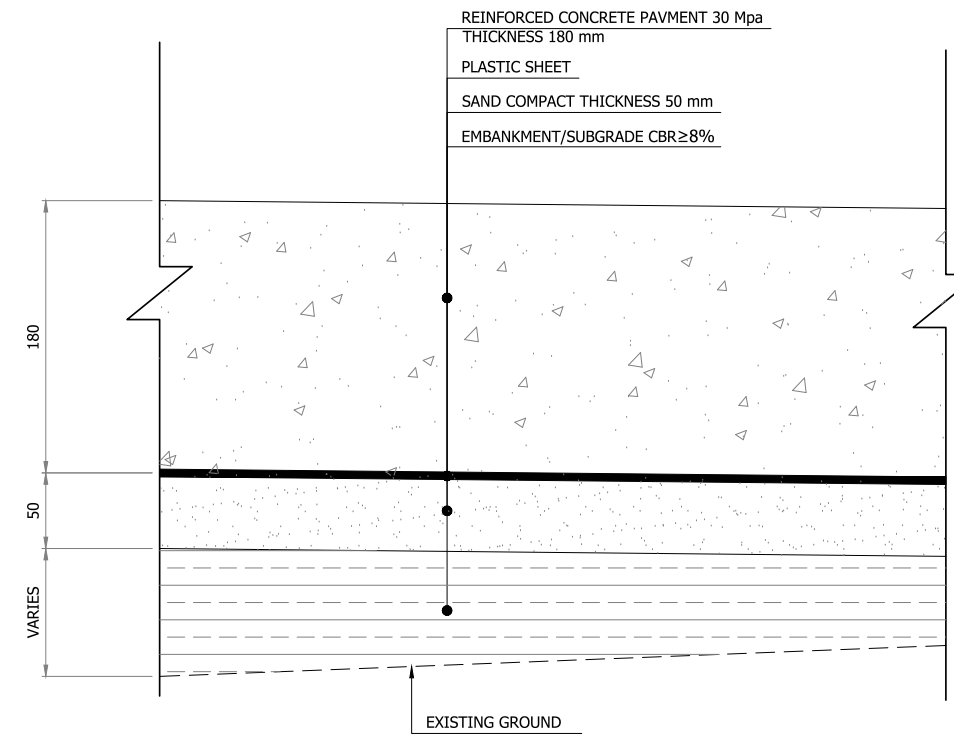 REINFORCED CONCRETE PAVMENT 30 Mpa
THICKNESS 180 mm
PLASTIC SHEET
SAND COMPACT THICKNESS 50 mm
EMBANKMENT/SUBGRADE CBR≥8%
180
50
VARIES
EXISTING GROUND